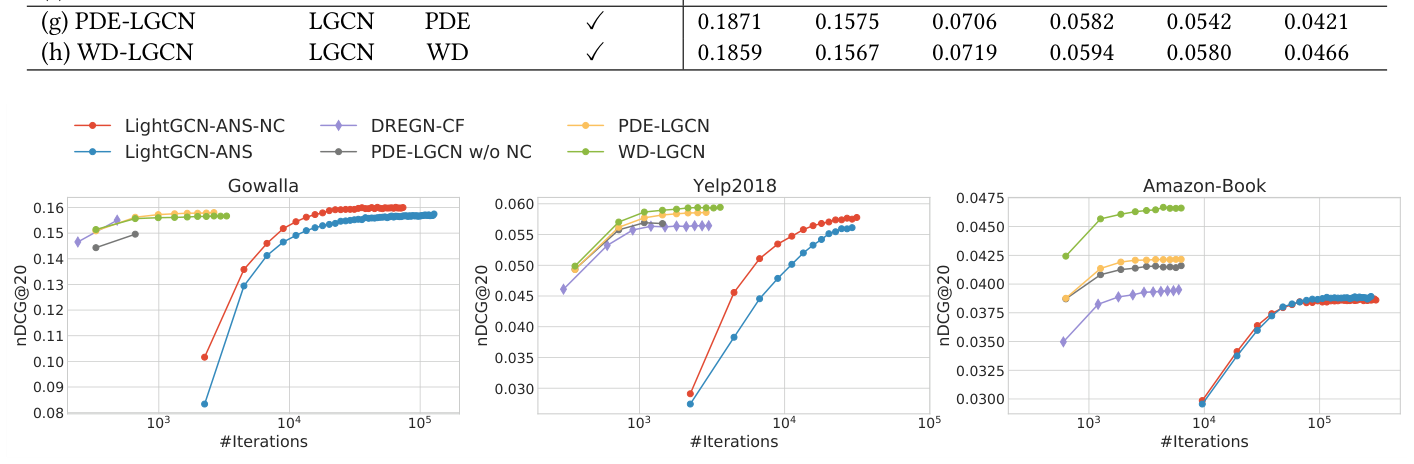 (g) PDE-LGCN LGCN PDE ✓ 0.1871 0.1575 0.0706 0.0582 0.0542 0.0421
(h) WD-LGCN LGCN WD ✓ 0.1859 0.1567 0.0719 0.0594 0.0580 0.0466
LightGCN-ANS-NC DREGN-CF PDE-LGCN
LightGCN-ANS PDE-LGCN w/o NC WD-LGCN
Gowalla
nDCG@20
0.16
0.15
0.14
0.13
0.12
0.11
0.10
0.09
0.08
10³ 10⁴ 10⁵
#Iterations
Yelp2018
nDCG@20
0.060
0.055
0.050
0.045
0.040
0.035
0.030
10³ 10⁴ 10⁵
#Iterations
Amazon-Book
nDCG@20
0.0475
0.0450
0.0425
0.0400
0.0375
0.0350
0.0325
0.0300
10³ 10⁴ 10⁵
#Iterations